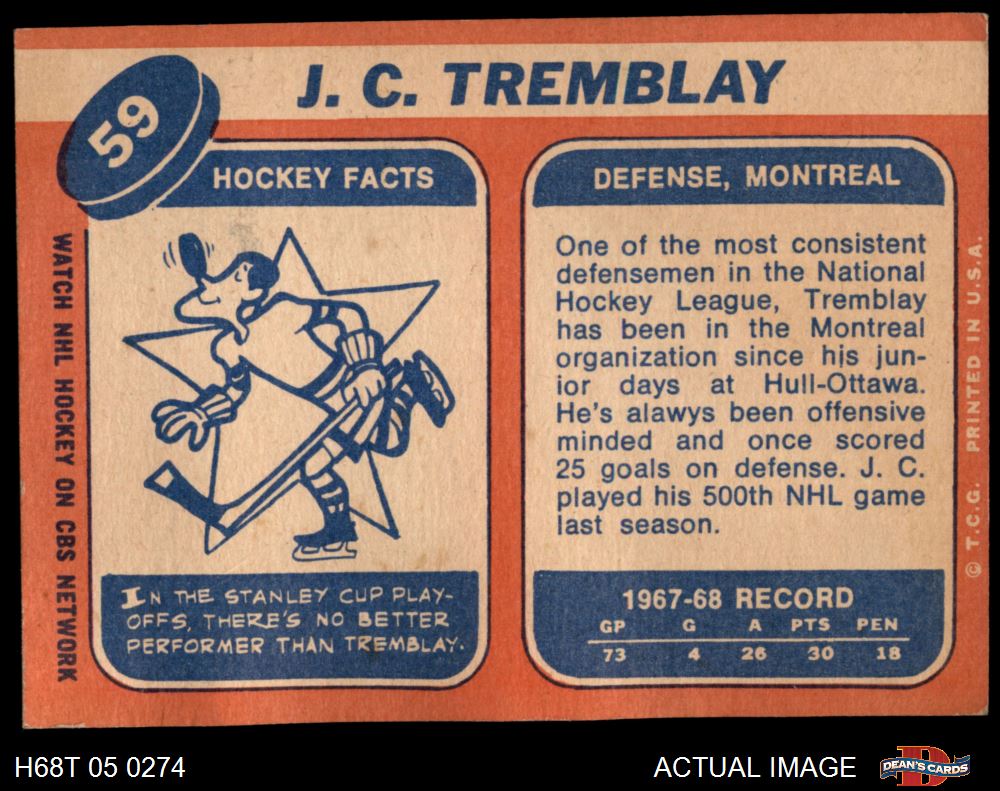 59
J. C. TREMBLAY
HOCKEY FACTS
IN THE STANLEY CUP PLAY-
OFFS, THERE'S NO BETTER
PERFORMER THAN TREMBLAY.
WATCH NHL HOCKEY ON CBS NETWORK
DEFENSE, MONTREAL
One of the most consistent
defensemen in the National
Hockey League, Tremblay
has been in the Montreal
organization since his jun-
ior days at Hull-Ottawa.
He's alawys been offensive
minded and once scored
25 goals on defense. J. C.
played his 500th NHL game
last season.
1967-68 RECORD
GP G A PTS PEN
73 4 26 30 18
© T.C.G. PRINTED IN U.S.A.
H68T 05 0274
ACTUAL IMAGE
D
DEAN'S CARDS